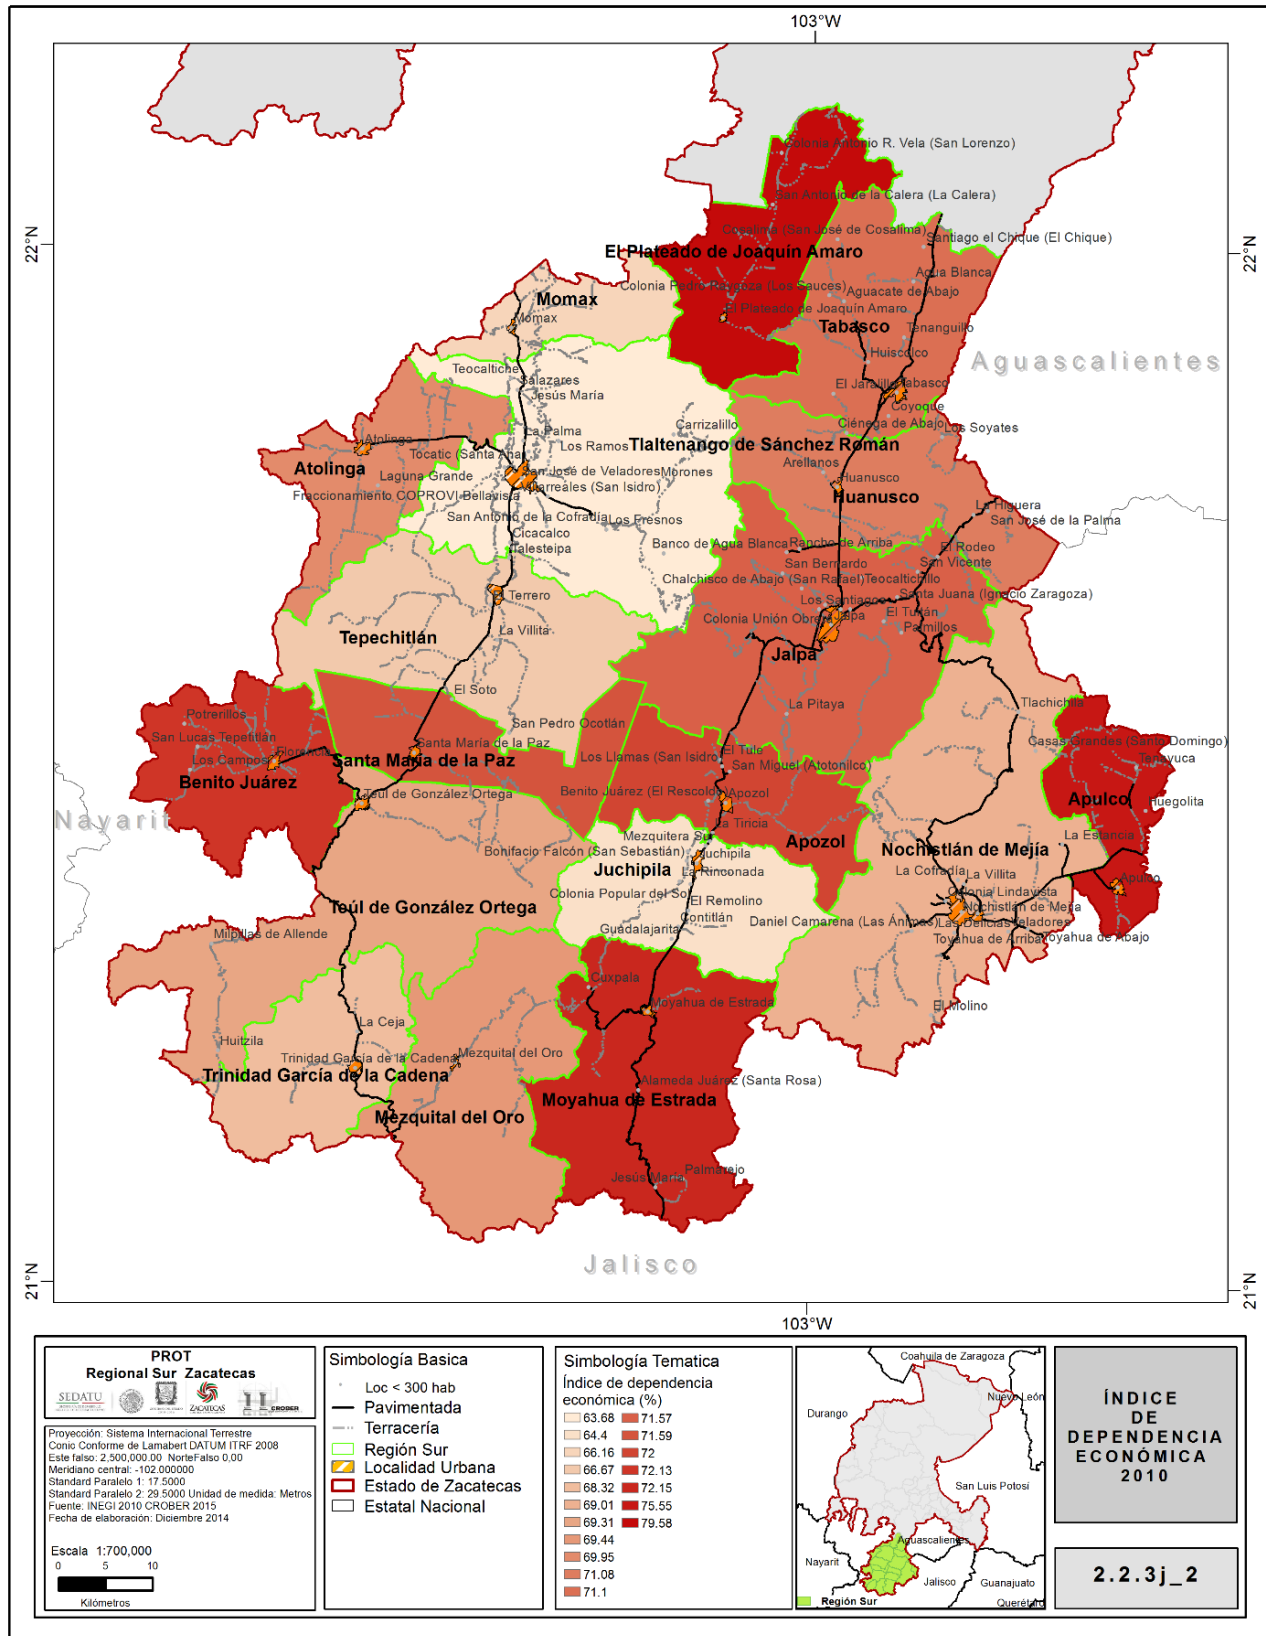 103°W
22°N
22°N
Colonia Antonio R. Vela (San Lorenzo)
San Antonio de la Calera (La Calera)
Cosalima (San José de Cosalima)
Santiago el Chique (El Chique)
El Plateado de Joaquín Amaro
Agua Blanca
Colonia Pedro Raygoza (Los Sauces)
Aguacate de Abajo
El Plateado de Joaquín Amaro
Momax
Momax
Tabasco
Tenanguillo
Huiscolco
Aguascalientes
Teocaltiche
Salazares
Jesús María
El Jaralillo
Tabasco
Coyoque
Ciénega de Abajo
Los Soyates
Carrizalillo
La Palma
Los Ramos
Tlaltenango de Sánchez Román
Atolinga
Atolinga
Tocatic (Santa Ana)
Arellanos
San José de Veladores
Morones
Laguna Grande
Villarreales (San Isidro)
Huanusco
Huanusco
Fraccionamiento COPROVI-Bellavista
La Higuera
San José de la Palma
San Antonio de la Cofradía
Los Fresnos
Cicacalco
Talesteipa
Banco de Agua Blanca
Rancho de Arriba
El Rodeo
San Vicente
San Bernardo
Chalchisco de Abajo (San Rafael)
Teocaltichillo
Santa Juana (Ignacio Zaragoza)
El Terrero
Los Santiagos
Colonia Unión Obrera
Jalpa
El Tuitán
Palmillos
La Villita
Tepechitlán
Jalpa
El Soto
Tlachichila
Potrerillos
San Pedro Ocotlán
La Pitaya
San Lucas Tepetitlán
Florencia
Los Campos
Santa María de la Paz
Santa María de la Paz
Casas Grandes (Santo Domingo)
Tenayuca
El Tule
Los Llamas (San Isidro)
San Miguel (Atotonilco)
Benito Juárez
Teúl de González Ortega
Benito Juárez (El Rescoldo)
Apozol
Apulco
Huegolita
Nayarit
La Tiricia
Mezquitera Sur
Apozol
La Estancia
Bonifacio Falcón (San Sebastián)
Juchipila
Juchipila
La Rinconada
Nochistlán de Mejía
La Cofradía
La Villita
Apulco
Colonia Popular del Sol
El Remolino
Colonia Lindavista
Teúl de González Ortega
Contitlán
Nochistlán de Mejía
Guadalajarita
Daniel Camarena (Las Ánimas)
Las Delicias
Veladores
Milpillas de Allende
Toyahua de Arriba
Toyahua de Abajo
Cuxpala
Moyahua de Estrada
El Molino
La Ceja
Huitzila
Trinidad García de la Cadena
Mezquital del Oro
Trinidad García de la Cadena
Alameda Juárez (Santa Rosa)
Moyahua de Estrada
Mezquital del Oro
Jesús María
Palmarejo
Jalisco
21°N
21°N
103°W
PROT
Regional Sur Zacatecas
SEDATU
ZACATECAS
CROBER
Proyección: Sistema Internacional Terrestre
Conio Conforme de Lamabert DATUM ITRF 2008
Este falso: 2,500,000.00 NorteFalso 0,00
Meridiano central: -102.000000
Standard Paralelo 1: 17.5000
Standard Paralelo 2: 29.5000 Unidad de medida: Metros
Fuente: INEGI 2010 CROBER 2015
Fecha de elaboración: Diciembre 2014
Escala 1:700,000
0 5 10
Kilómetros
Simbología Basica
Loc < 300 hab
Pavimentada
Terracería
Región Sur
Localidad Urbana
Estado de Zacatecas
Estatal Nacional
Simbología Tematica
Índice de dependencia
económica (%)
63.68 71.57
64.4 71.59
66.16 72
66.67 72.13
68.32 72.15
69.01 75.55
69.31 79.58
69.44
69.95
71.08
71.1
Coahuila de Zaragoza
Nuevo León
Durango
San Luis Potosí
Aguascalientes
Nayarit
Jalisco
Guanajuato
Región Sur
Querétaro
ÍNDICE
DE
DEPENDENCIA
ECONÓMICA
2010
2.2.3j_2